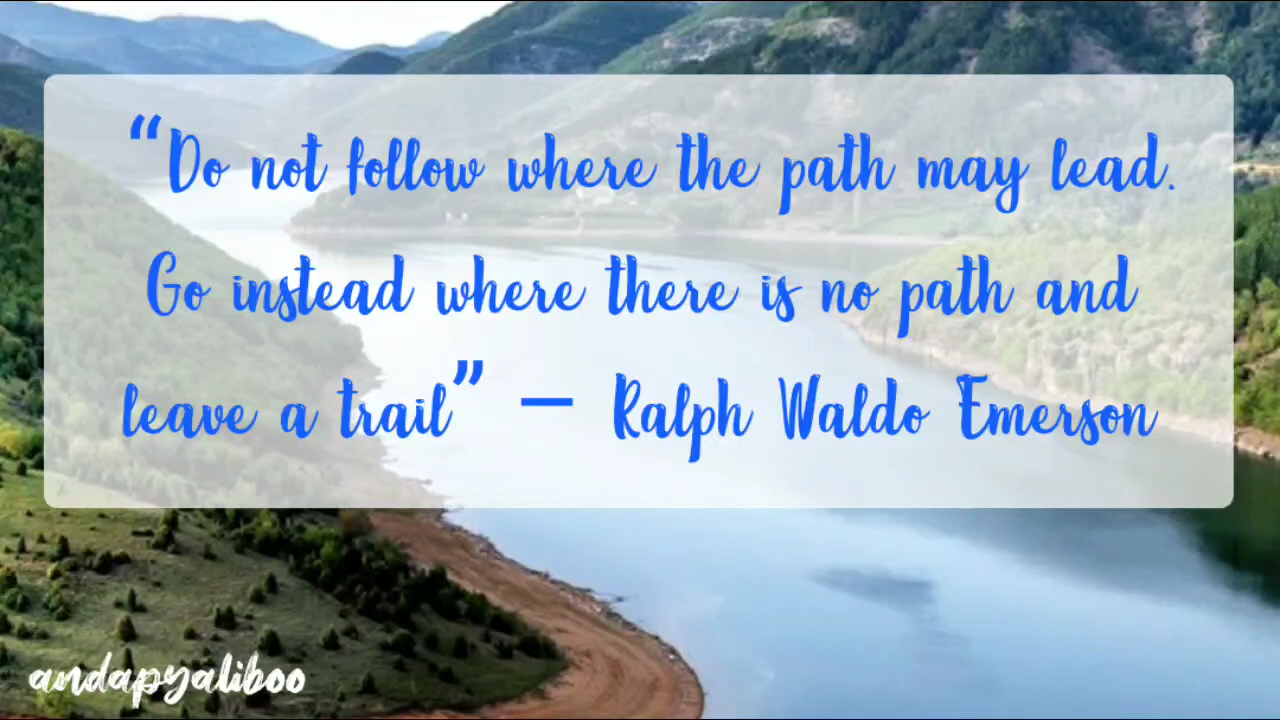 “Do not follow where the path may lead.
Go instead where there is no path and
leave a trail” – Ralph Waldo Emerson
andapyaliboo